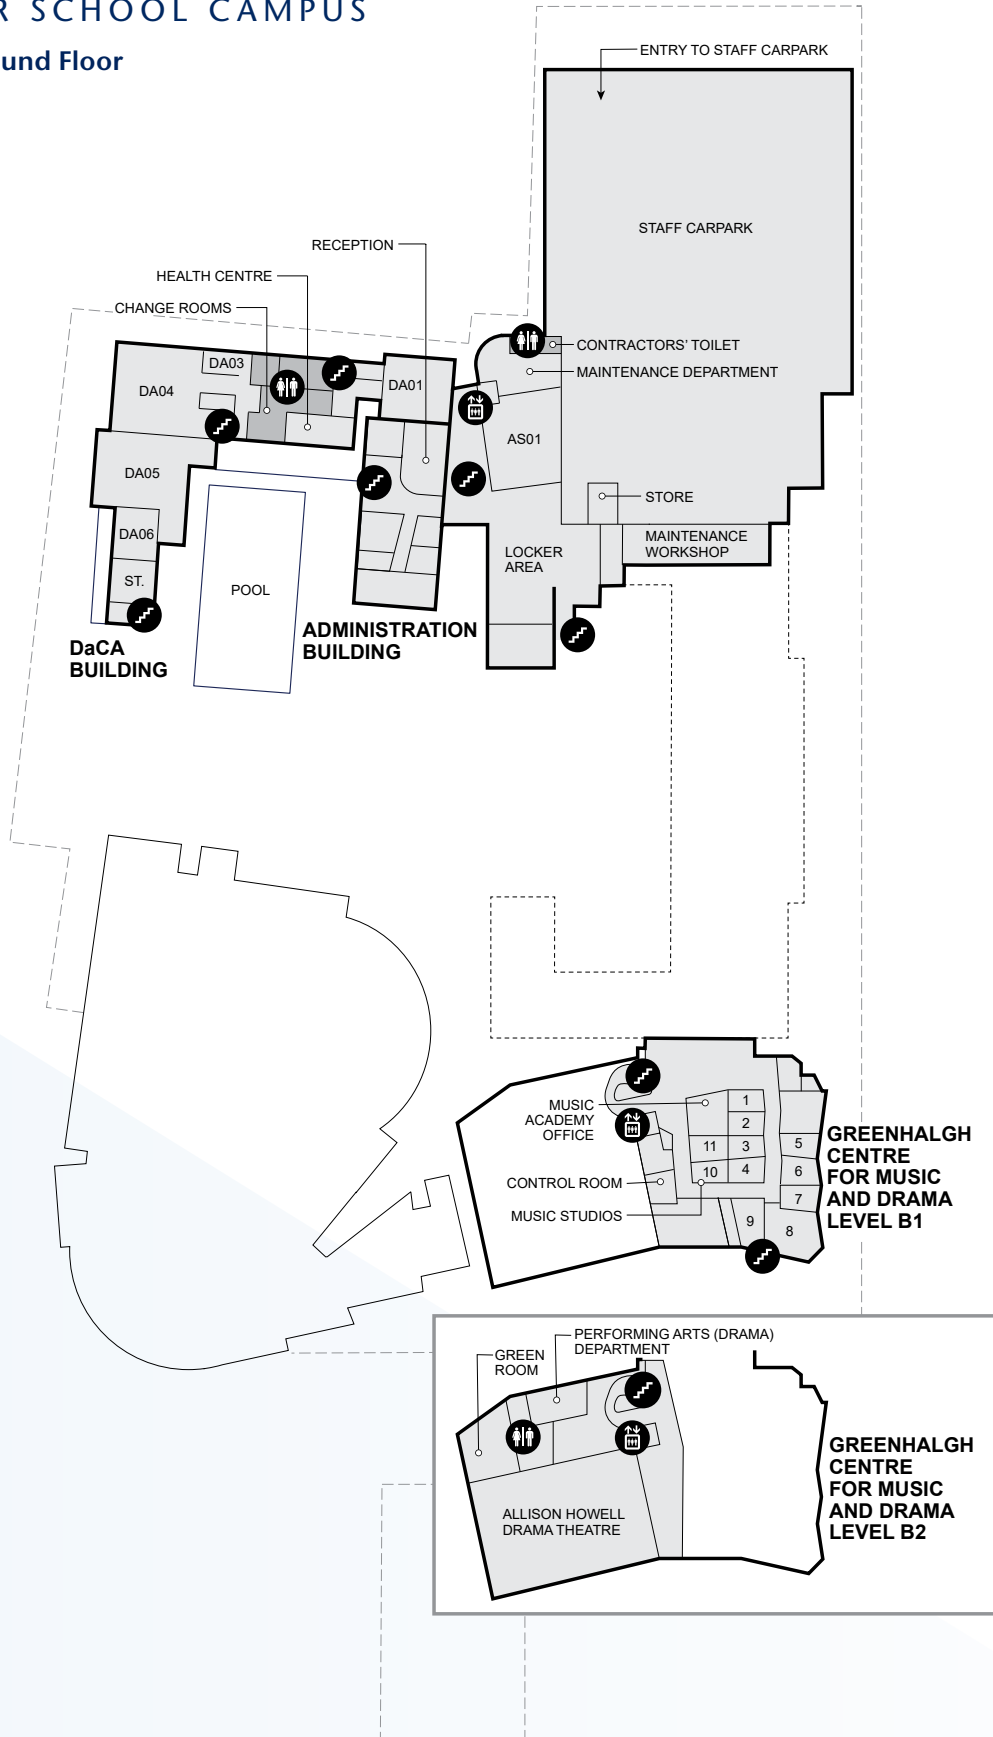 R SCHOOL CAMPUS
und Floor
ENTRY TO STAFF CARPARK
STAFF CARPARK
RECEPTION
HEALTH CENTRE
CHANGE ROOMS
CONTRACTORS' TOILET
MAINTENANCE DEPARTMENT
DA03
DA04
DA01
AS01
DA05
STORE
DA06
MAINTENANCE
WORKSHOP
LOCKER
AREA
ST.
POOL
DaCA
BUILDING
ADMINISTRATION
BUILDING
MUSIC
ACADEMY
OFFICE
1
2
11
3
10
4
5
6
7
8
9
CONTROL ROOM
MUSIC STUDIOS
GREENHALGH
CENTRE
FOR MUSIC
AND DRAMA
LEVEL B1
PERFORMING ARTS (DRAMA)
DEPARTMENT
GREEN
ROOM
ALLISON HOWELL
DRAMA THEATRE
GREENHALGH
CENTRE
FOR MUSIC
AND DRAMA
LEVEL B2